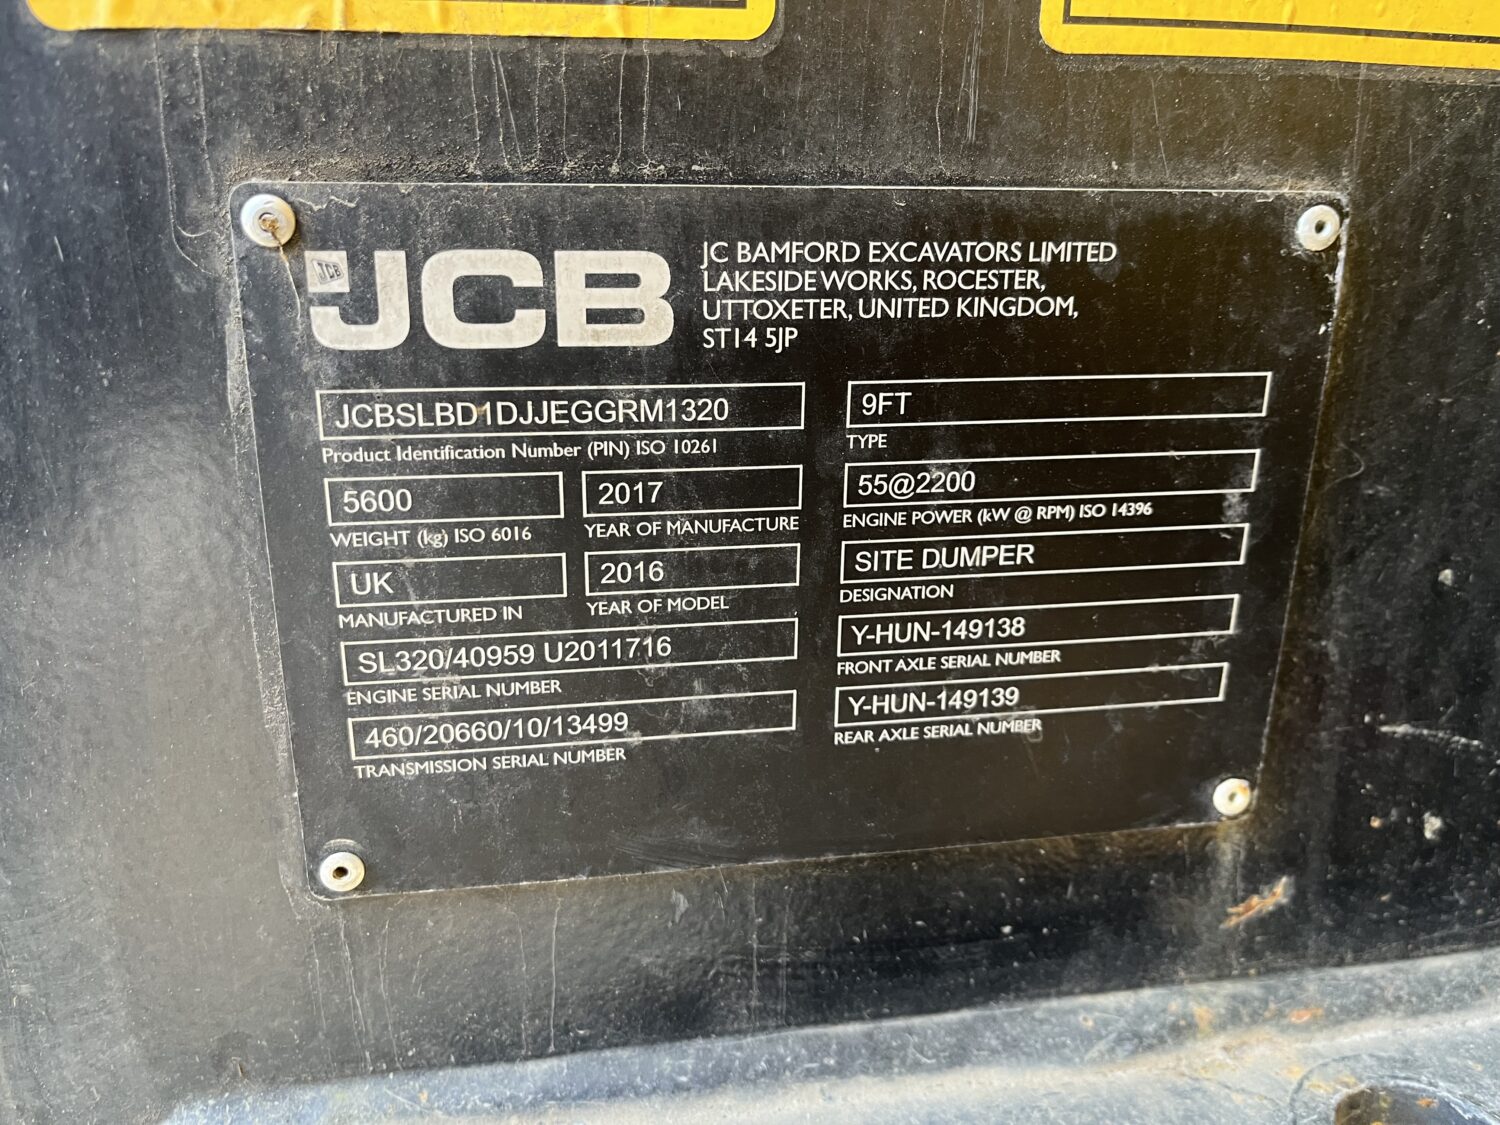 JCB
JCB
JC BAMFORD EXCAVATORS LIMITED
LAKESIDE WORKS, ROCESTER,
UTTOXETER, UNITED KINGDOM,
ST14 5JP
JCBSLBD1DJJEGGRM1320
Product Identification Number (PIN) ISO 10261
5600
WEIGHT (kg) ISO 6016
2017
YEAR OF MANUFACTURE
UK
MANUFACTURED IN
2016
YEAR OF MODEL
SL320/40959 U2011716
ENGINE SERIAL NUMBER
460/20660/10/13499
TRANSMISSION SERIAL NUMBER
9FT
TYPE
55@2200
ENGINE POWER (kW @ RPM) ISO 14396
SITE DUMPER
DESIGNATION
Y-HUN-149138
FRONT AXLE SERIAL NUMBER
Y-HUN-149139
REAR AXLE SERIAL NUMBER